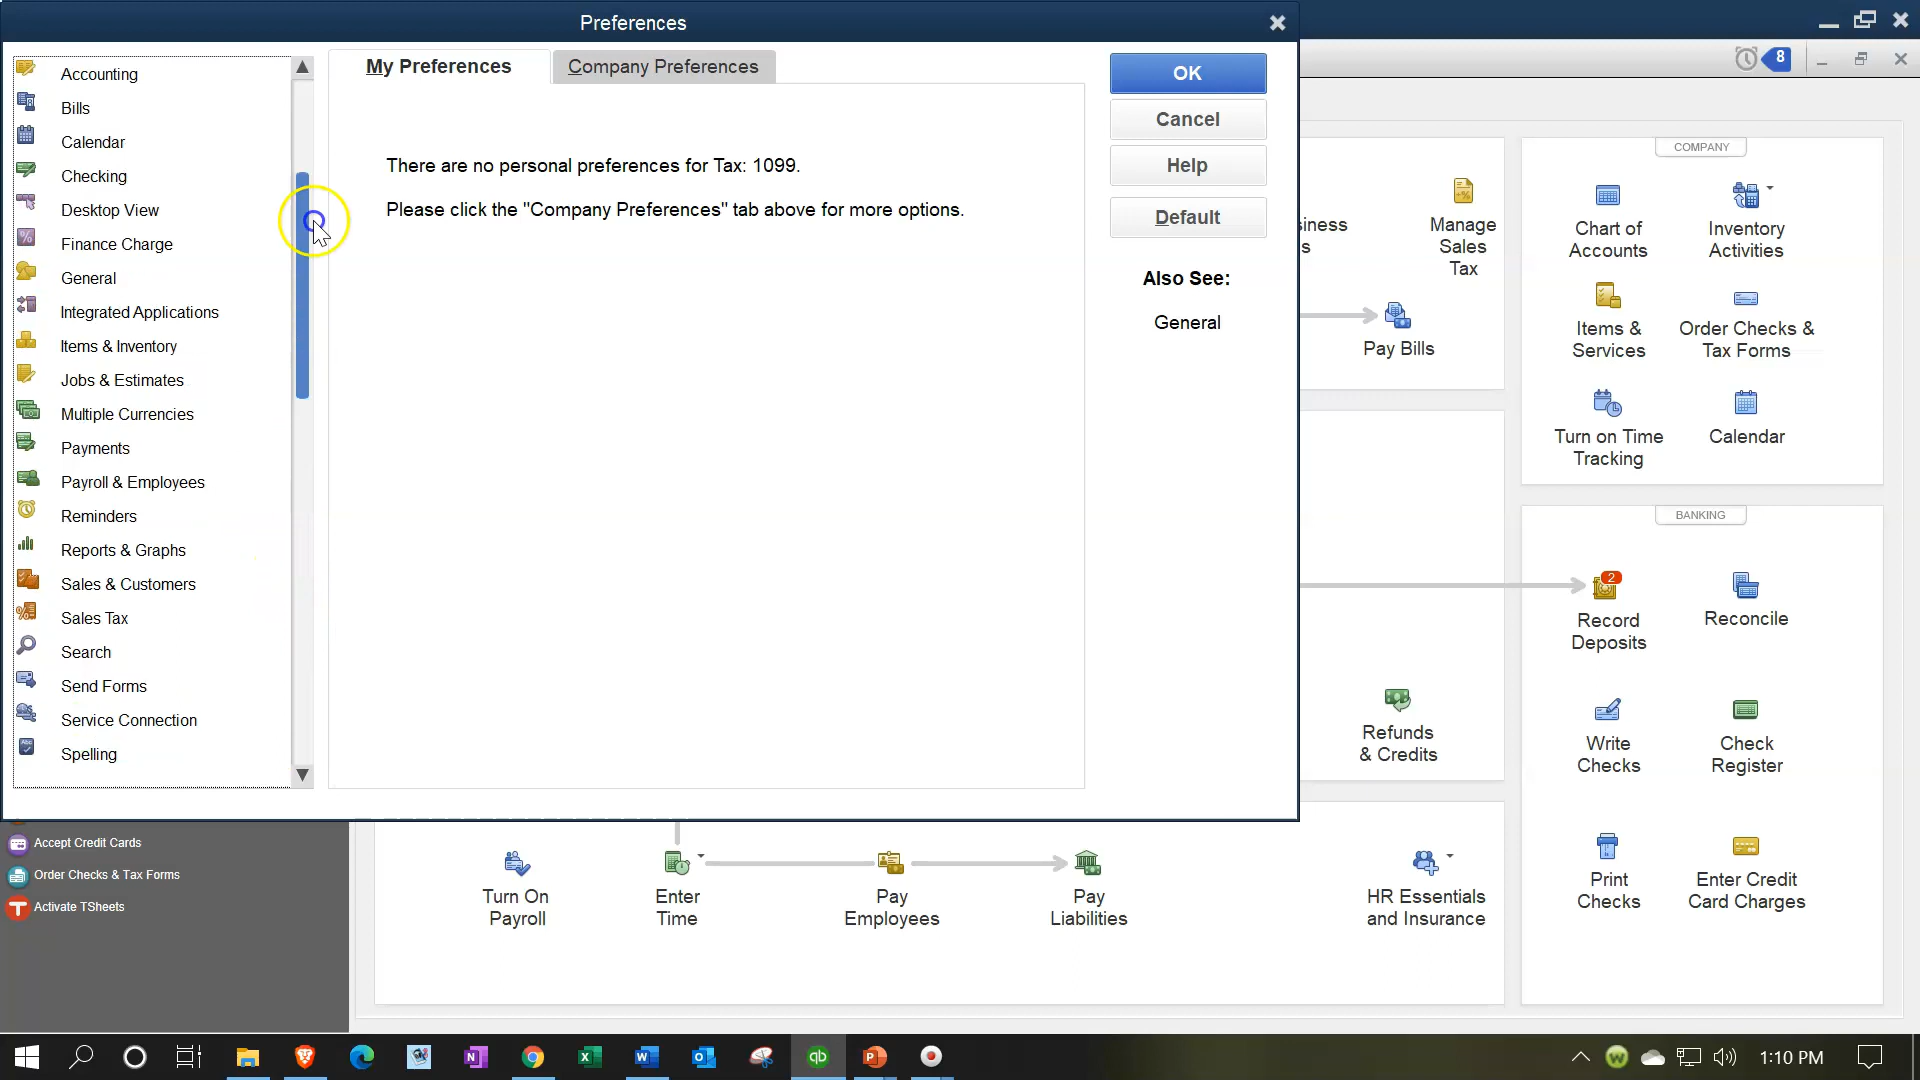 Preferences
8
Accounting
Bills
Calendar
Checking
Desktop View
Finance Charge
General
Integrated Applications
Items & Inventory
Jobs & Estimates
Multiple Currencies
Payments
Payroll & Employees
Reminders
Reports & Graphs
Sales & Customers
Sales Tax
Search
Send Forms
Service Connection
Spelling
My Preferences
Company Preferences
There are no personal preferences for Tax: 1099.
Please click the "Company Preferences" tab above for more options.
OK
Cancel
Help
Default
Also See:
General
Manage
Sales
Tax
Pay Bills
Refunds
& Credits
COMPANY
Chart of
Accounts
Inventory
Activities
Items &
Services
Order Checks &
Tax Forms
Turn on Time
Tracking
Calendar
BANKING
2
Record
Deposits
Reconcile
Write
Checks
Check
Register
Print
Checks
Enter Credit
Card Charges
Accept Credit Cards
Order Checks & Tax Forms
Activate TSheets
Turn On
Payroll
Enter
Time
Pay
Employees
Pay
Liabilities
HR Essentials
and Insurance
1:10 PM